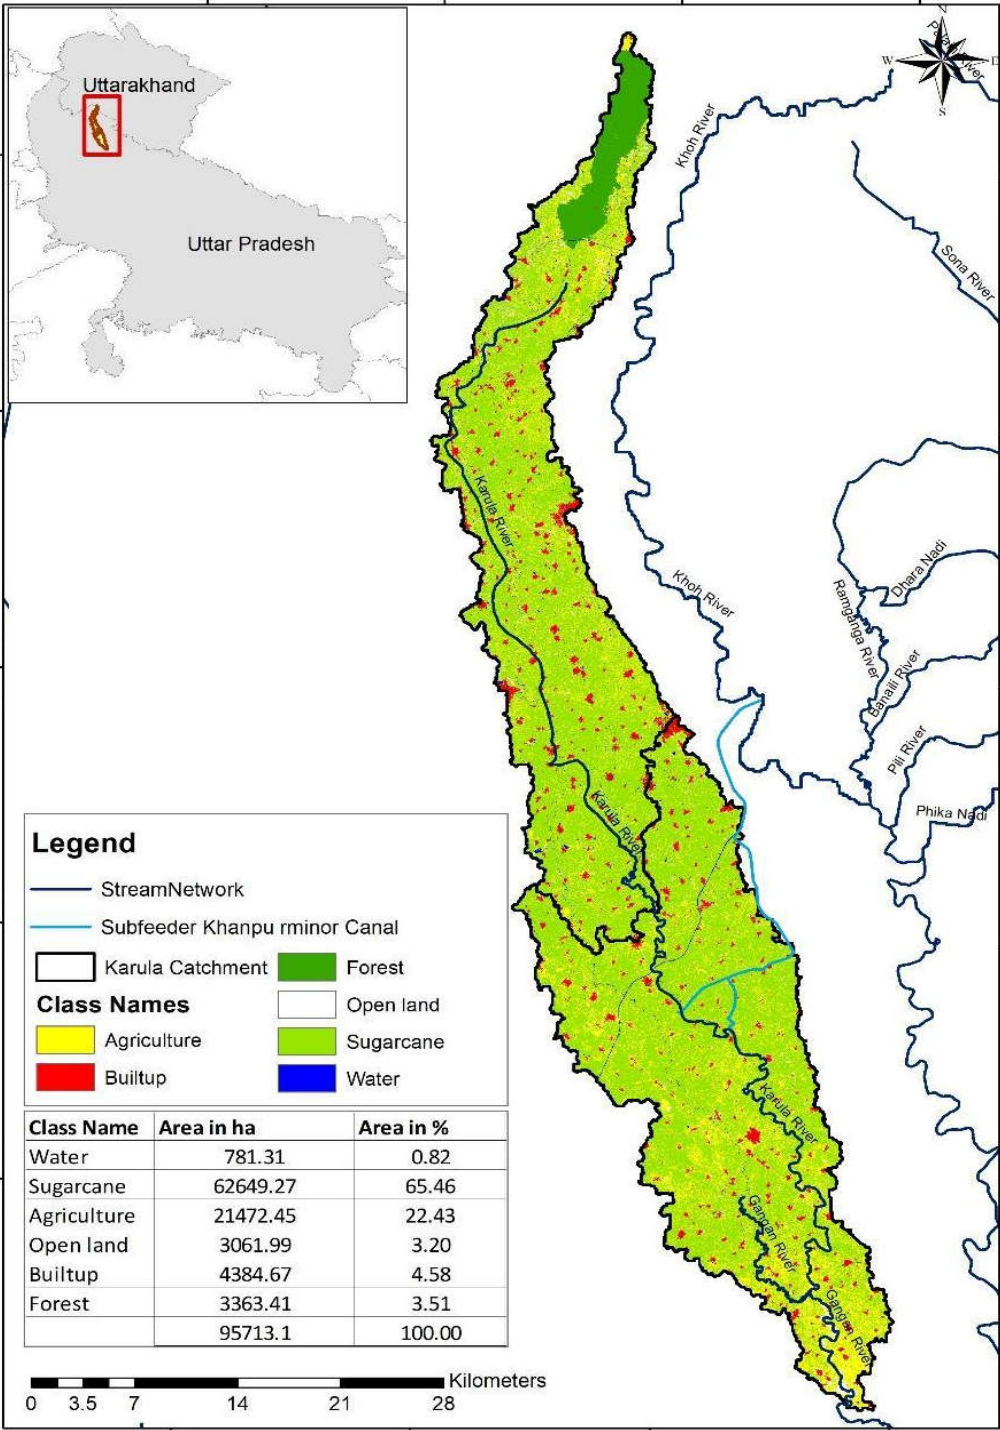 Uttarakhand
Uttar Pradesh
N
W
S
Khoh River
Sona River
Karula River
Khoh River
Dhara Nadi
Ramganga River
Banaili River
Pili River
Phika Nadi
Karula River
Karula River
Gangan River
Gangan River
Legend
StreamNetwork
Subfeeder Khanpu rminor Canal
Karula Catchment
Forest
Class Names
Open land
Agriculture
Sugarcane
Builtup
Water
Class Name Area in ha Area in %
Water 781.31 0.82
Sugarcane 62649.27 65.46
Agriculture 21472.45 22.43
Open land 3061.99 3.20
Builtup 4384.67 4.58
Forest 3363.41 3.51
95713.1 100.00
Kilometers
0 3.5 7 14 21 28